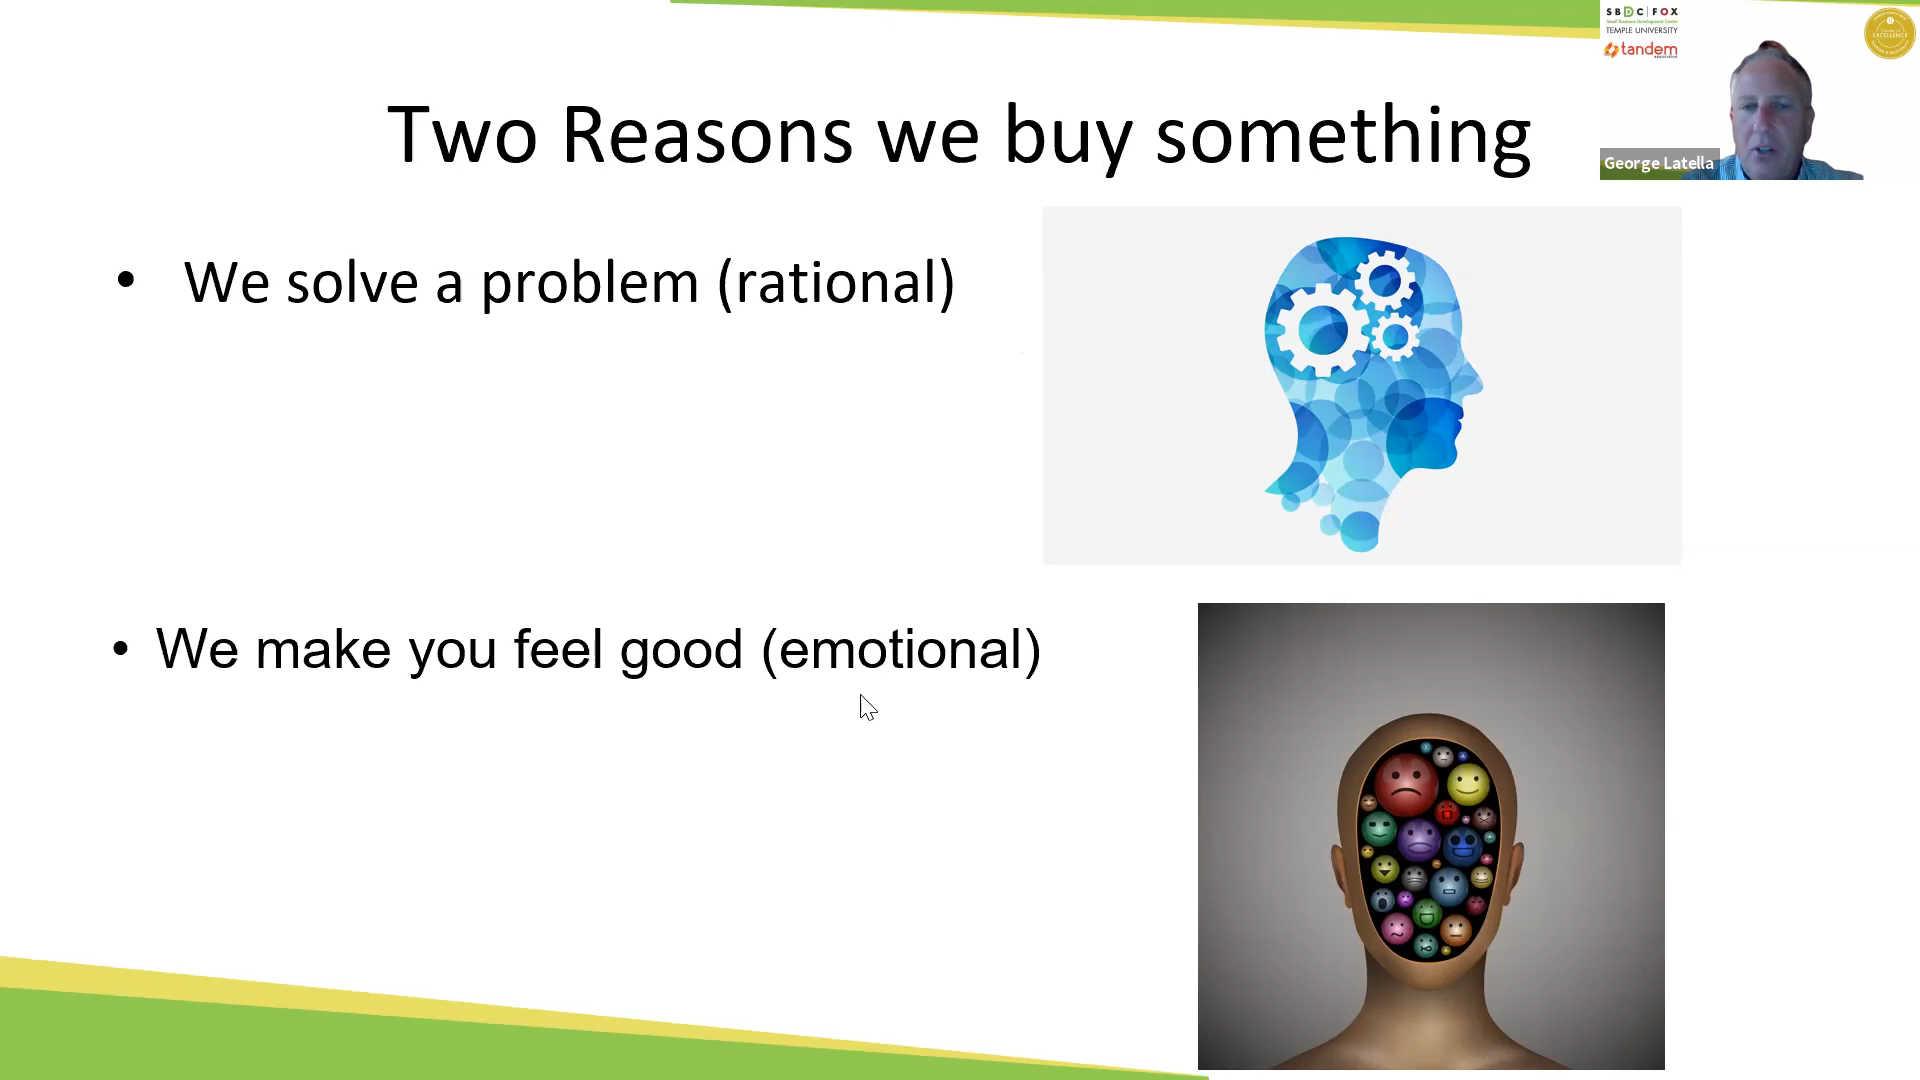 SBDC | FOX
Small Business Development Center
TEMPLE UNIVERSITY
tandem
EXCELLENCE
Two Reasons we buy something
George Latella
• We solve a problem (rational)
• We make you feel good (emotional)